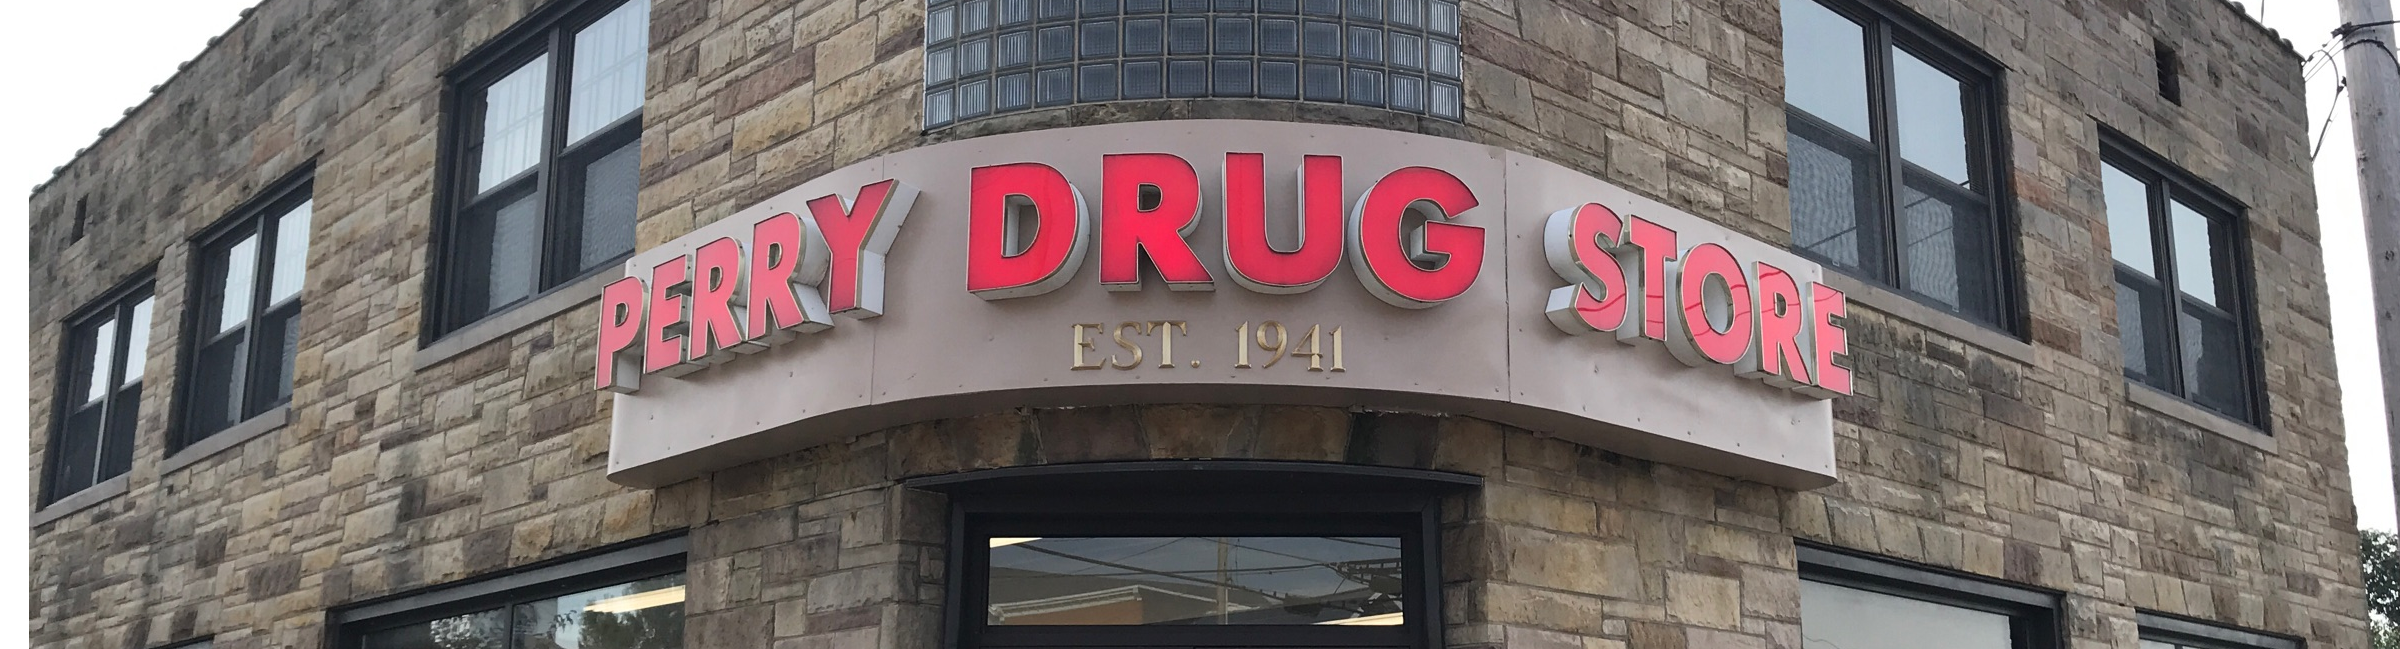 PERRY DRUG STORE
EST. 1941